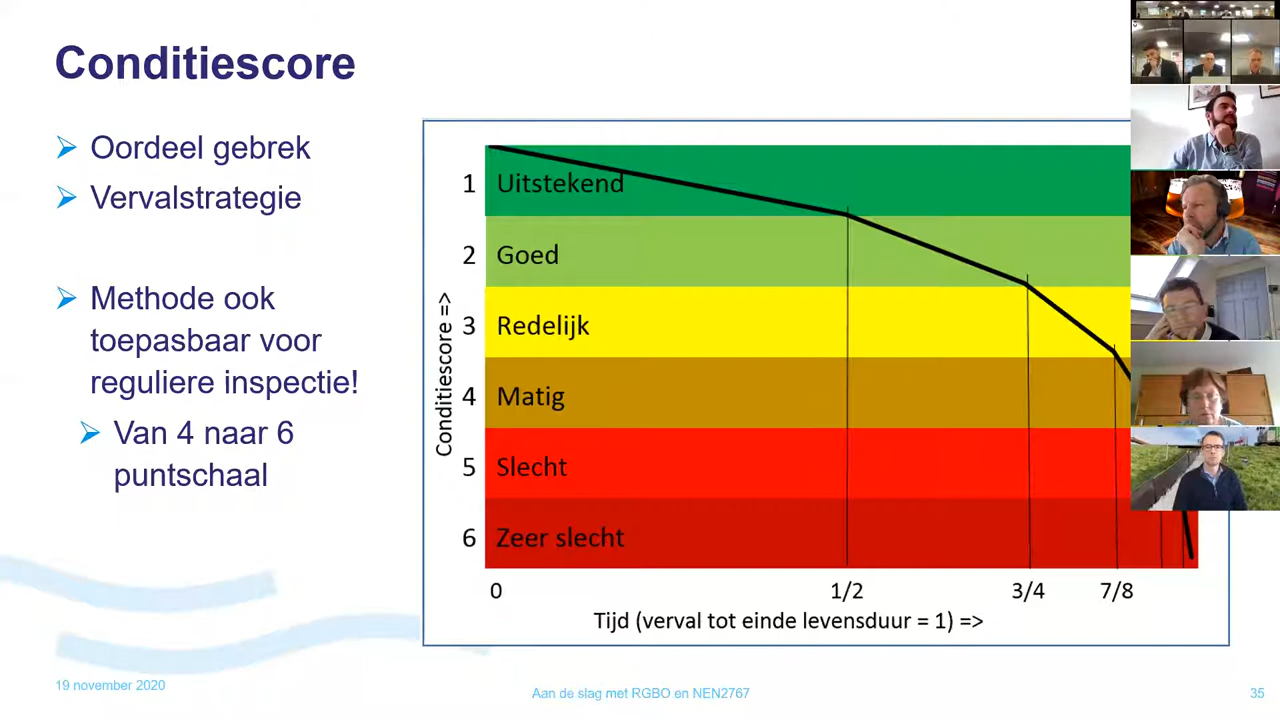 Conditiescore
➢ Oordeel gebrek
➢ Vervalstrategie
➢ Methode ook
toepasbaar voor
reguliere inspectie!
➢ Van 4 naar 6
puntschaal
Conditiescore =>
1 Uitstekend
2 Goed
3 Redelijk
4 Matig
5 Slecht
6 Zeer slecht
0 1/2 3/4 7/8
Tijd (verval tot einde levensduur = 1) =>
19 november 2020
Aan de slag met RGBO en NEN2767
35